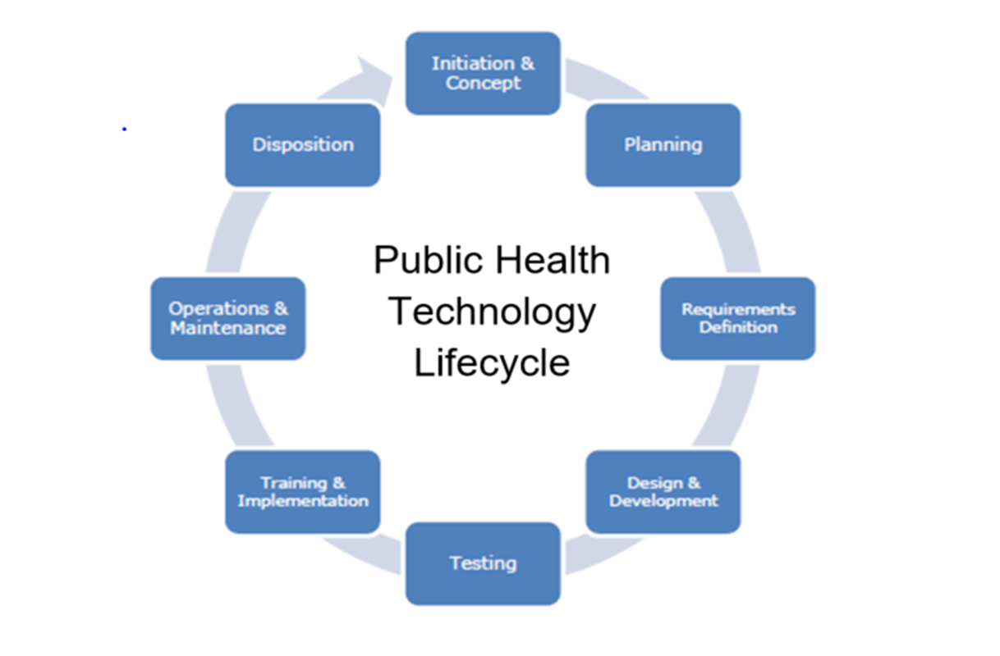 Initiation &
Concept
Planning
Requirements
Definition
Design &
Development
Testing
Training &
Implementation
Operations &
Maintenance
Disposition
Public Health
Technology
Lifecycle